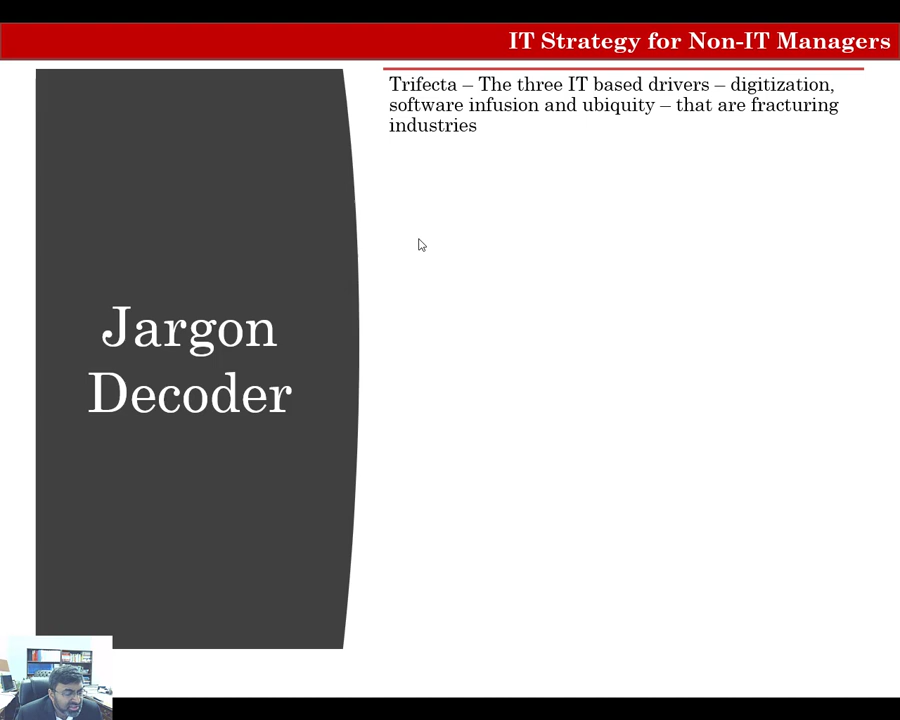 IT Strategy for Non-IT Managers
Trifecta – The three IT based drivers – digitization,
software infusion and ubiquity – that are fracturing
industries
Jargon
Decoder